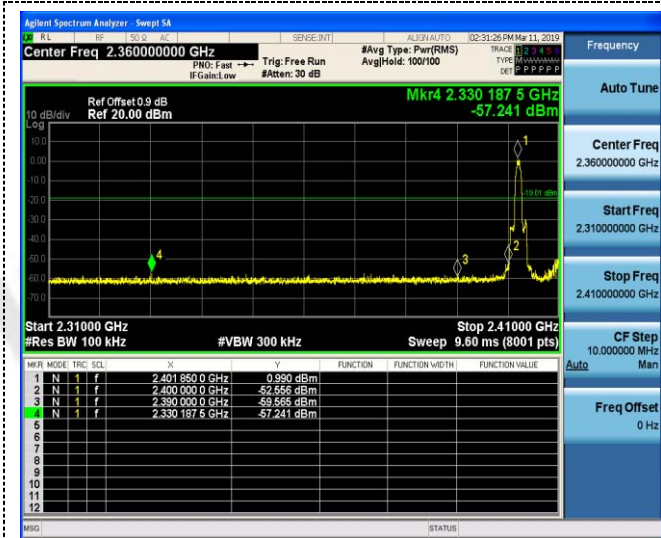 Agilent Spectrum Analyzer - Swept SA
RL RF 50 Ω AC SENSE:INT ALIGN AUTO 02:31:26 PM Mar 11, 2019
Center Freq 2.360000000 GHz
PNO: Fast
IFGain:Low
Trig: Free Run
#Atten: 30 dB
#Avg Type: Pwr(RMS)
Avg|Hold: 100/100
TRACE 1 2 3 4 5 6
TYPE M
DET P P P P P P
Ref Offset 0.9 dB
10 dB/div Ref 20.00 dBm
Log
Mkr4 2.330 187 5 GHz
-57.241 dBm
10.0
0.00
-10.0
-20.0
-30.0
-40.0
-50.0
-60.0
-70.0
-19.01 dBm
1
2
3
4
Start 2.31000 GHz Stop 2.41000 GHz
#Res BW 100 kHz #VBW 300 kHz Sweep 9.60 ms (8001 pts)
MKR MODE TRC SCL X Y FUNCTION FUNCTION WIDTH FUNCTION VALUE
1 N 1 f 2.401 850 0 GHz 0.990 dBm
2 N 1 f 2.400 000 0 GHz -52.556 dBm
3 N 1 f 2.390 000 0 GHz -59.565 dBm
4 N 1 f 2.330 187 5 GHz -57.241 dBm
5
6
7
8
9
10
11
12
MSG STATUS
Frequency
Auto Tune
Center Freq
2.360000000 GHz
Start Freq
2.310000000 GHz
Stop Freq
2.410000000 GHz
CF Step
10.000000 MHz
Auto Man
Freq Offset
0 Hz